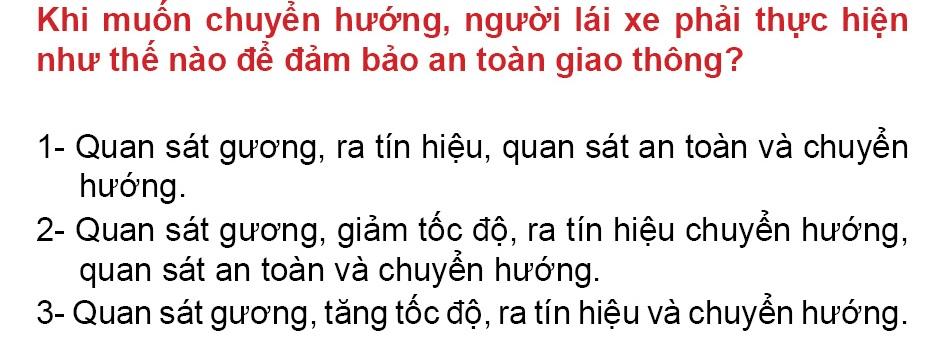 Khi muốn chuyển hướng, người lái xe phải thực hiện
như thế nào để đảm bảo an toàn giao thông?
1- Quan sát gương, ra tín hiệu, quan sát an toàn và chuyển
hướng.
2- Quan sát gương, giảm tốc độ, ra tín hiệu chuyển hướng,
quan sát an toàn và chuyển hướng.
3- Quan sát gương, tăng tốc độ, ra tín hiệu và chuyển hướng.